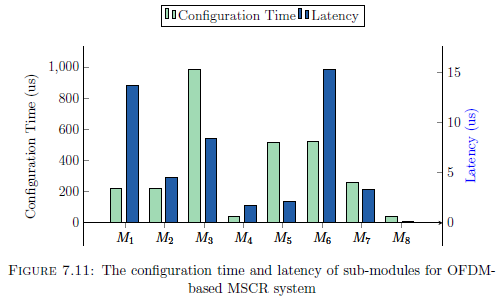 Configuration Time Latency
Configuration Time (us)
1,000
800
600
400
200
0
15
10
5
0
Latency (us)
M1 M2 M3 M4 M5 M6 M7 M8
FIGURE 7.11: The configuration time and latency of sub-modules for OFDM-
based MSCR system